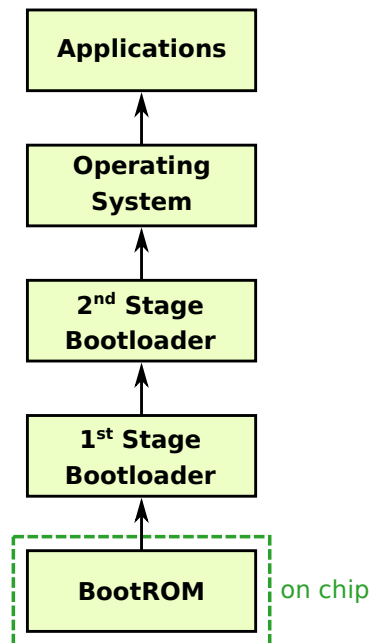 Applications
Operating
System
2nd Stage
Bootloader
1st Stage
Bootloader
BootROM
on chip